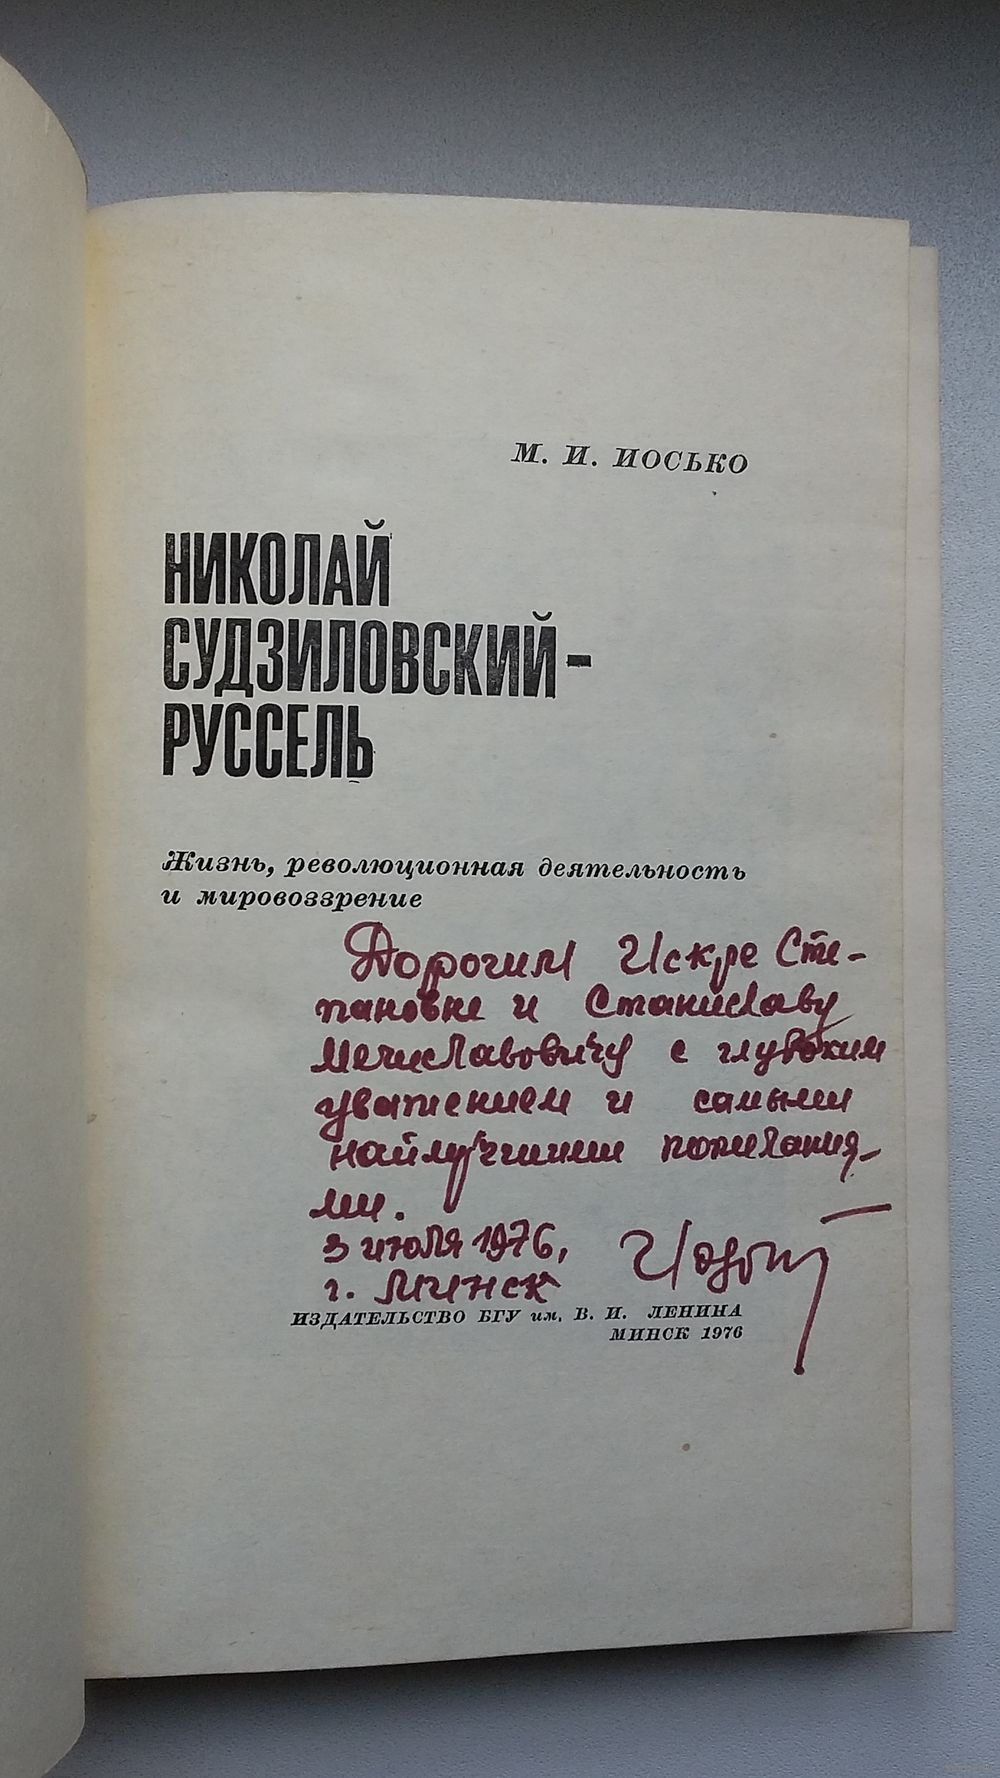 М. И. ИОСЬКО
НИКОЛАЙ
СУДЗИЛОВСКИЙ-
РУССЕЛЬ
Жизнь, революционная деятельность
и мировоззрение
Дорогим Искре Сте-
пановне и Станиславу
Мечиславовичу с глубоким
уважением и самыми
наилучшими пожелания-
ми.
3 июля 1976,
г. Минск
ИЗДАТЕЛЬСТВО БГУ им. В. И. ЛЕНИНА
МИНСК 1976